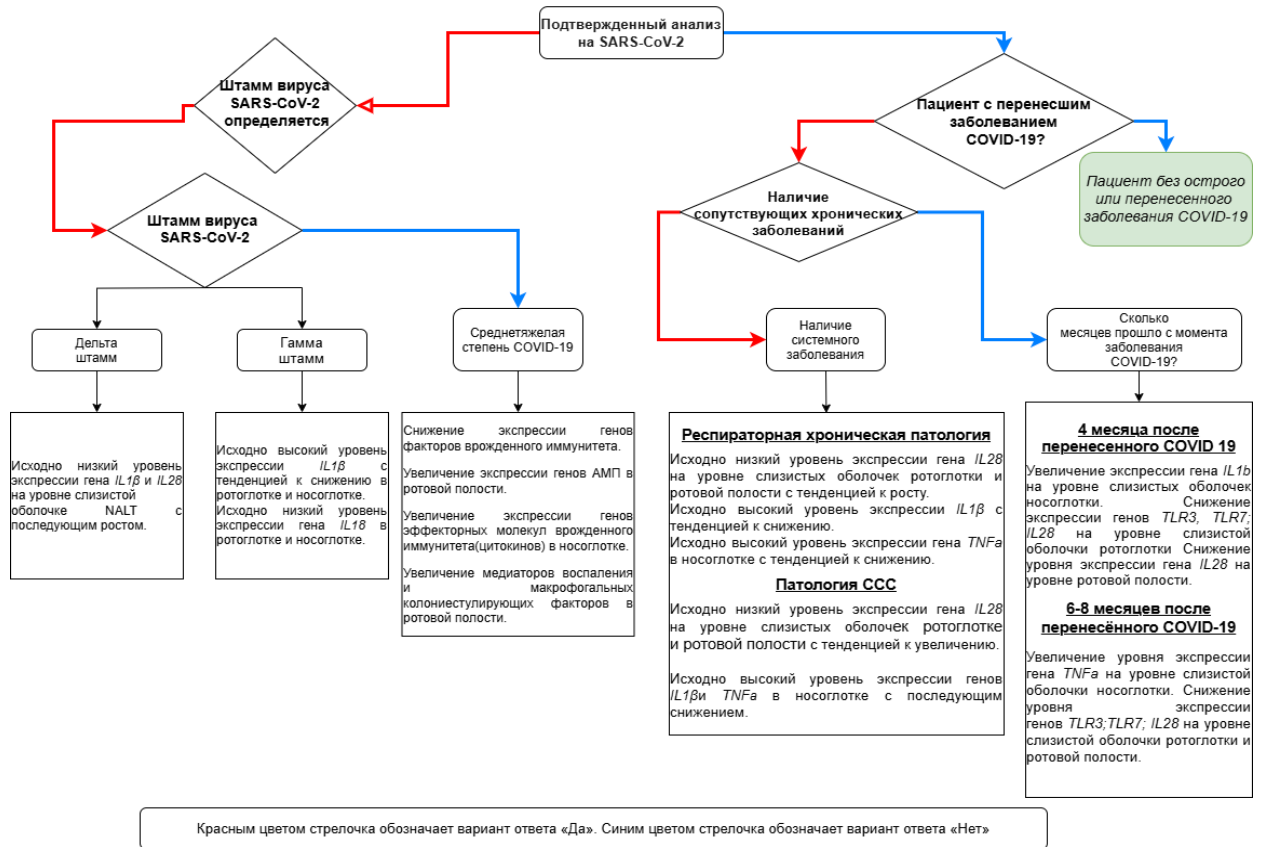 Подтвержденный анализ
на SARS-CoV-2
Штамм вируса
SARS-CoV-2
определяется
Пациент с перенесшим
заболеванием
COVID-19?
Пациент без острого
или перенесенного
заболевания COVID-19
Наличие
сопутствующих хронических
заболеваний
Штамм вируса
SARS-CoV-2
Дельта
штамм
Гамма
штамм
Среднетяжелая
степень COVID-19
Наличие
системного
заболевания
Сколько
месяцев прошло с момента
заболевания
COVID-19?
Исходно низкий уровень
экспрессии гена IL1β и IL28
на уровне слизистой
оболочке NALT с
последующим ростом.
Исходно высокий уровень
экспрессии IL1β с
тенденцией к снижению в
ротоглотке и носоглотке.
Исходно низкий уровень
экспрессии гена IL18 в
ротоглотке и носоглотке.
Снижение экспрессии генов
факторов врожденного иммунитета.
Увеличение экспрессии генов АМП в
ротовой полости.
Увеличение экспрессии генов
эффекторных молекул врожденного
иммунитета(цитокинов) в носоглотке.
Увеличение медиаторов воспаления
и макрофогальных
колониестулирующих факторов в
ротовой полости.
Респираторная хроническая патология
Исходно низкий уровень экспрессии гена IL28
на уровне слизистых оболочек ротоглотки и
ротовой полости с тенденцией к росту.
Исходно высокий уровень экспрессии IL1β с
тенденцией к снижению.
Исходно высокий уровень экспрессии гена TNFa
в носоглотке с тенденцией к снижению.
Патология ССС
Исходно низкий уровень экспрессии гена IL28
на уровне слизистых оболочек ротоглотке
и ротовой полости с тенденцией к увеличению.
Исходно высокий уровень экспрессии генов
IL1βи TNFa в носоглотке с последующим
снижением.
4 месяца после
перенесенного COVID 19
Увеличение экспрессии гена IL1b
на уровне слизистых оболочек
носоглотки. Снижение
экспрессии генов TLR3, TLR7;
IL28 на уровне слизистой
оболочки ротоглотки Снижение
уровня экспрессии гена IL28 на
уровне ротовой полости.
6-8 месяцев после
перенесённого COVID-19
Увеличение уровня экспрессии
гена TNFa на уровне слизистой
оболочки носоглотки. Снижение
уровня экспрессии
генов TLR3;TLR7; IL28 на уровне
слизистой оболочки ротоглотки и
ротовой полости.
Красным цветом стрелочка обозначает вариант ответа «Да». Синим цветом стрелочка обозначает вариант ответа «Нет»